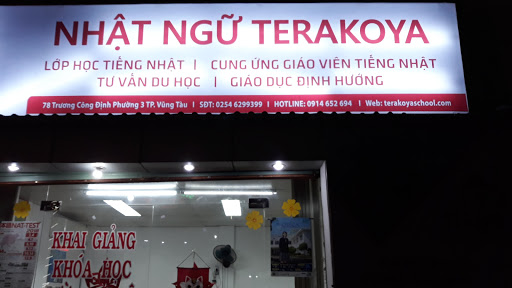 NHẬT NGỮ TERAKOYA
LỚP HỌC TIẾNG NHẬT | CUNG ỨNG GIÁO VIÊN TIẾNG NHẬT
TƯ VẤN DU HỌC | GIÁO DỤC ĐỊNH HƯỚNG
78 Trương Công Định Phường 3 TP. Vũng Tàu | SĐT: 0254 6299399 | HOTLINE: 0914 652 694 | Web: terakoyaschool.com
KHAI GIẢNG
KHÓA HỌC